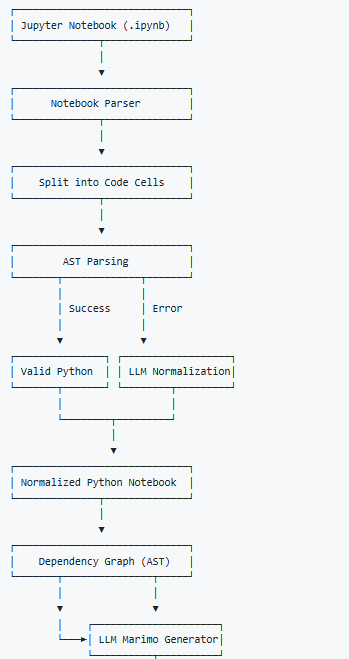 Jupyter Notebook (.ipynb)
Notebook Parser
Split into Code Cells
AST Parsing
Success Error
Valid Python LLM Normalization
Normalized Python Notebook
Dependency Graph (AST)
LLM Marimo Generator